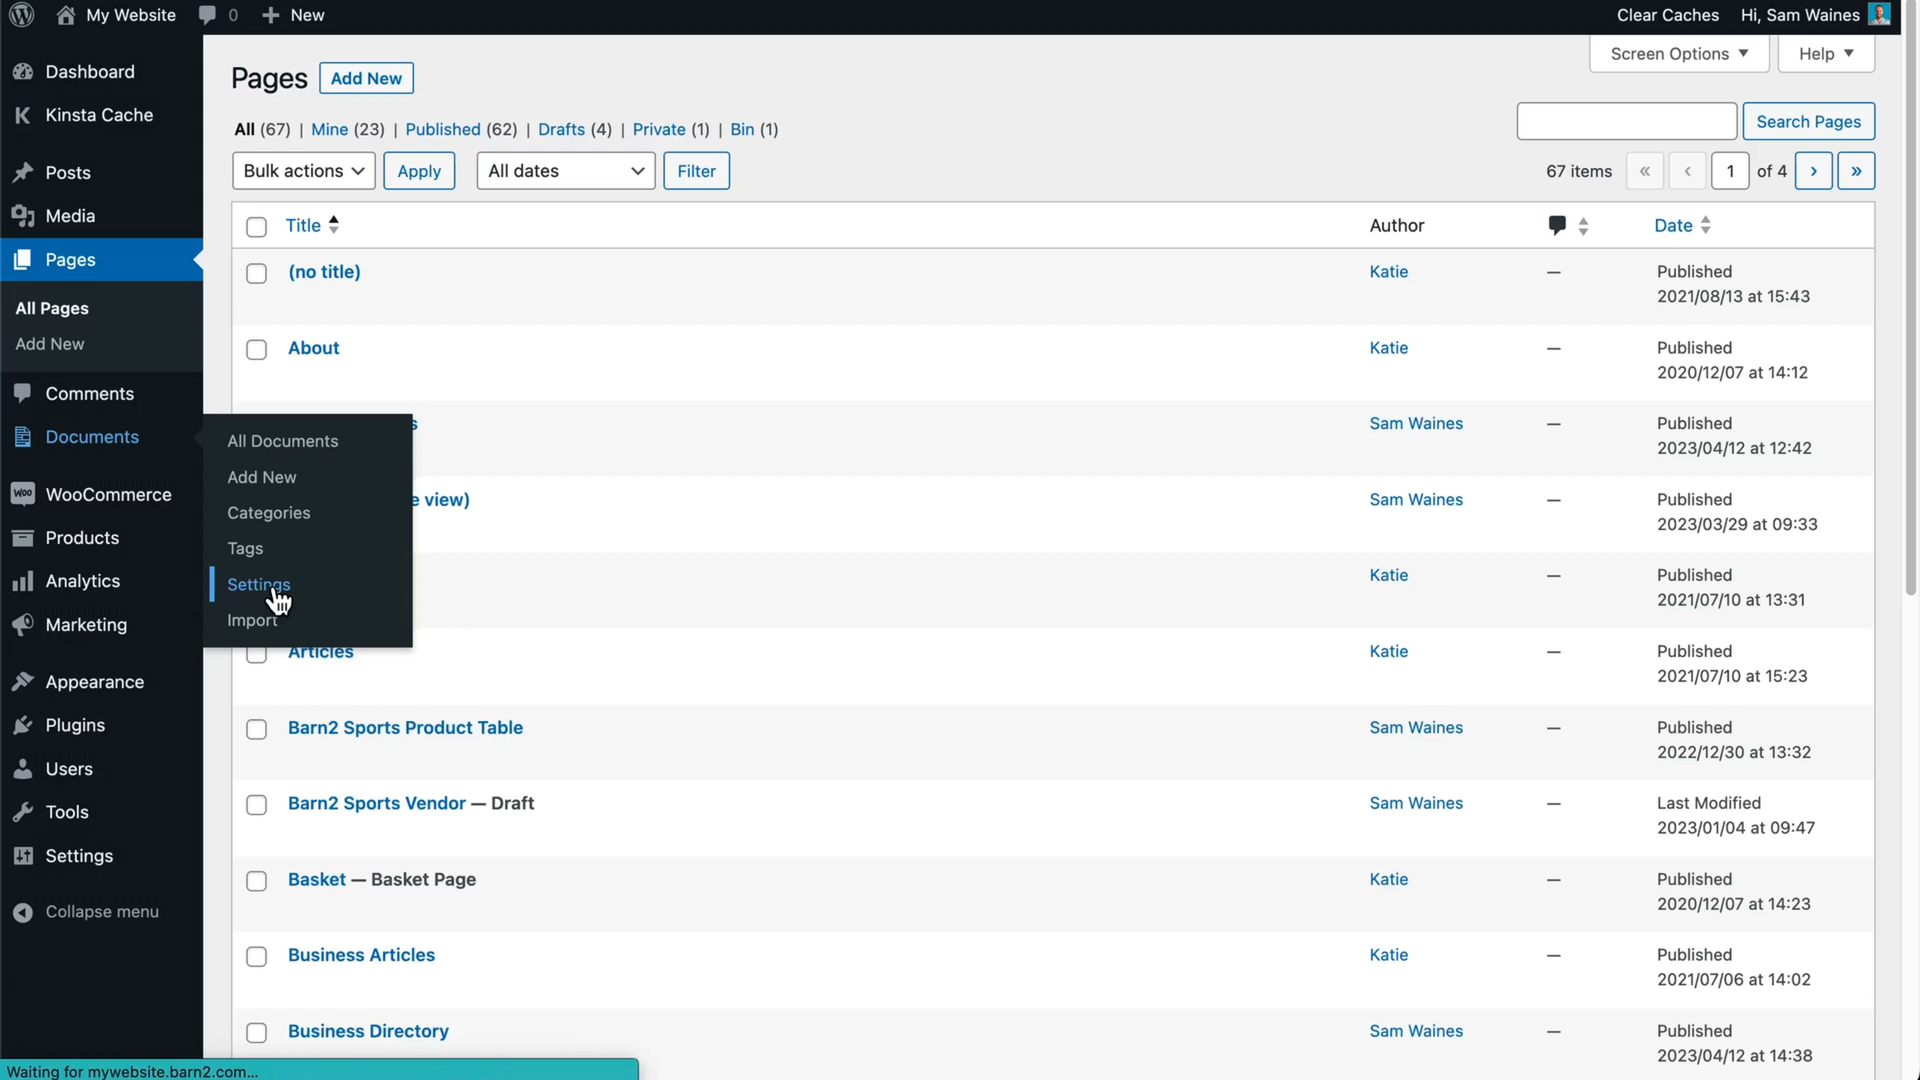 My Website 0 New Clear Caches Hi, Sam Waines
Screen Options Help
Dashboard
Kinsta Cache
Posts
Media
Pages
All Pages
Add New
Comments
Documents
WooCommerce
Products
Analytics
Marketing
Appearance
Plugins
Users
Tools
Settings
Collapse menu
All Documents
Add New
Categories
Tags
Settings
Import
Pages Add New
All (67) | Mine (23) | Published (62) | Drafts (4) | Private (1) | Bin (1)
Search Pages
Bulk actions Apply All dates Filter
67 items « ‹ 1 of 4 › »
Title Author Date
(no title) Katie — Published
2021/08/13 at 15:43
About Katie — Published
2020/12/07 at 14:12
s Sam Waines — Published
2023/04/12 at 12:42
e view) Sam Waines — Published
2023/03/29 at 09:33
Katie — Published
2021/07/10 at 13:31
Articles Katie — Published
2021/07/10 at 15:23
Barn2 Sports Product Table Sam Waines — Published
2022/12/30 at 13:32
Barn2 Sports Vendor — Draft Sam Waines — Last Modified
2023/01/04 at 09:47
Basket — Basket Page Katie — Published
2020/12/07 at 14:23
Business Articles Katie — Published
2021/07/06 at 14:02
Business Directory Sam Waines — Published
2023/04/12 at 14:38
Waiting for mywebsite.barn2.com...